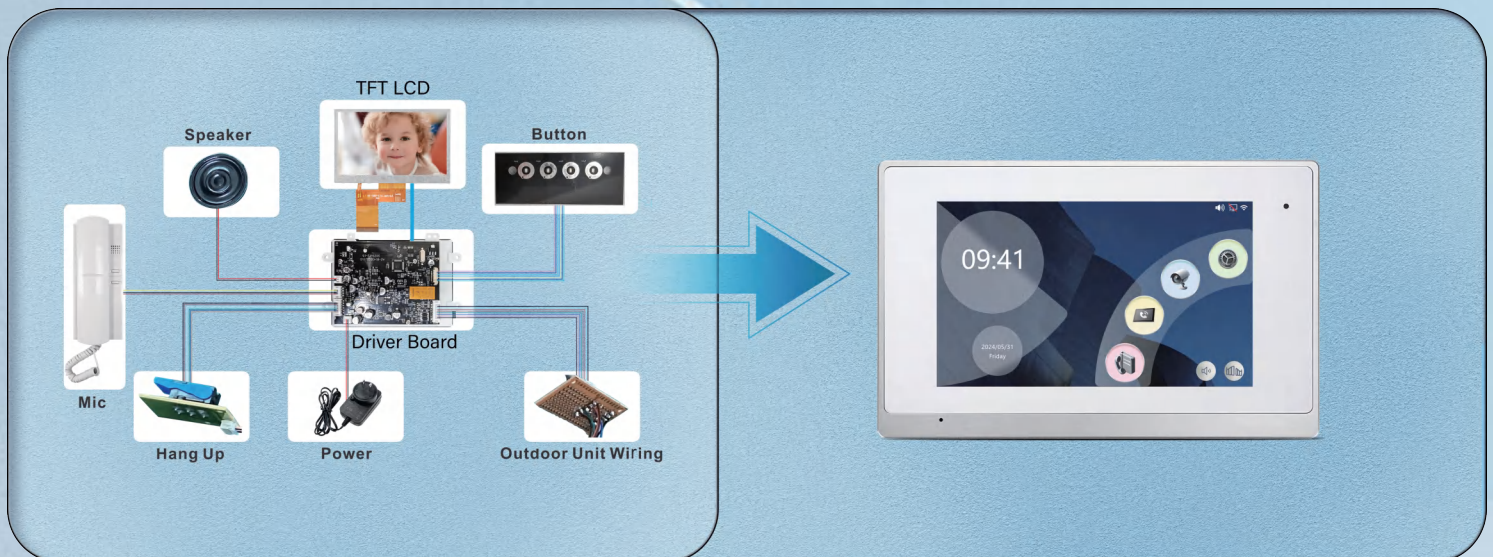 TFT LCD
Speaker
Button
Driver Board
Mic
Hang Up
Power
Outdoor Unit Wiring
09:41
2024/05/31
Friday